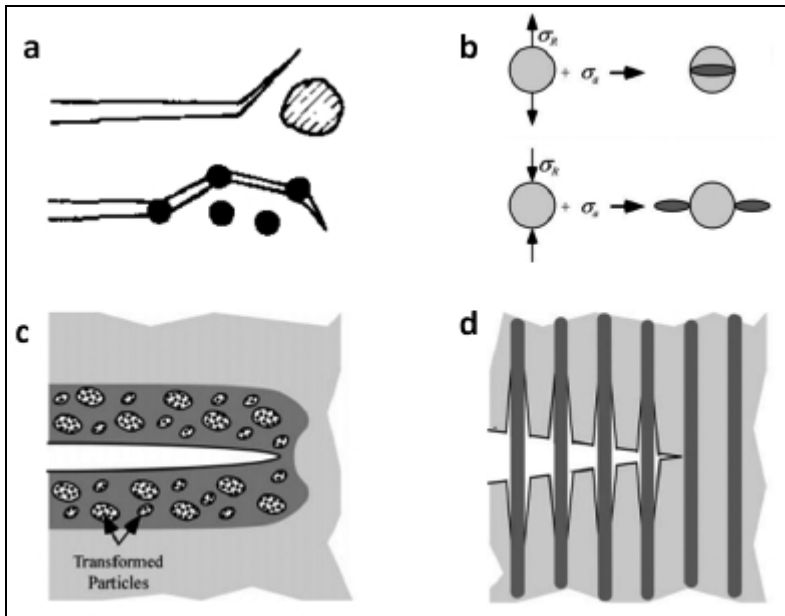 a
b
σR
+ σa
σR
+ σa
c
d
Transformed
Particles